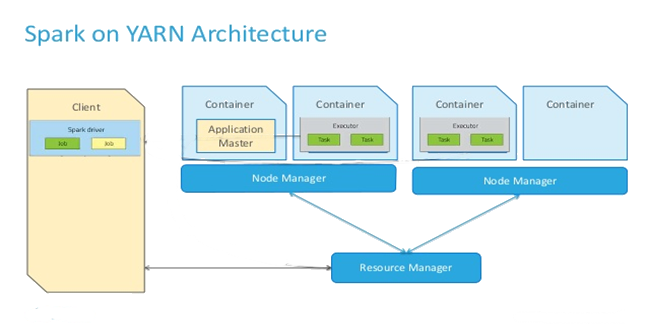 Spark on YARN Architecture
Client
Spark driver
Job
Job
Container
Application
Master
Container
Executor
Task
Task
Container
Executor
Task
Task
Container
Node Manager
Node Manager
Resource Manager